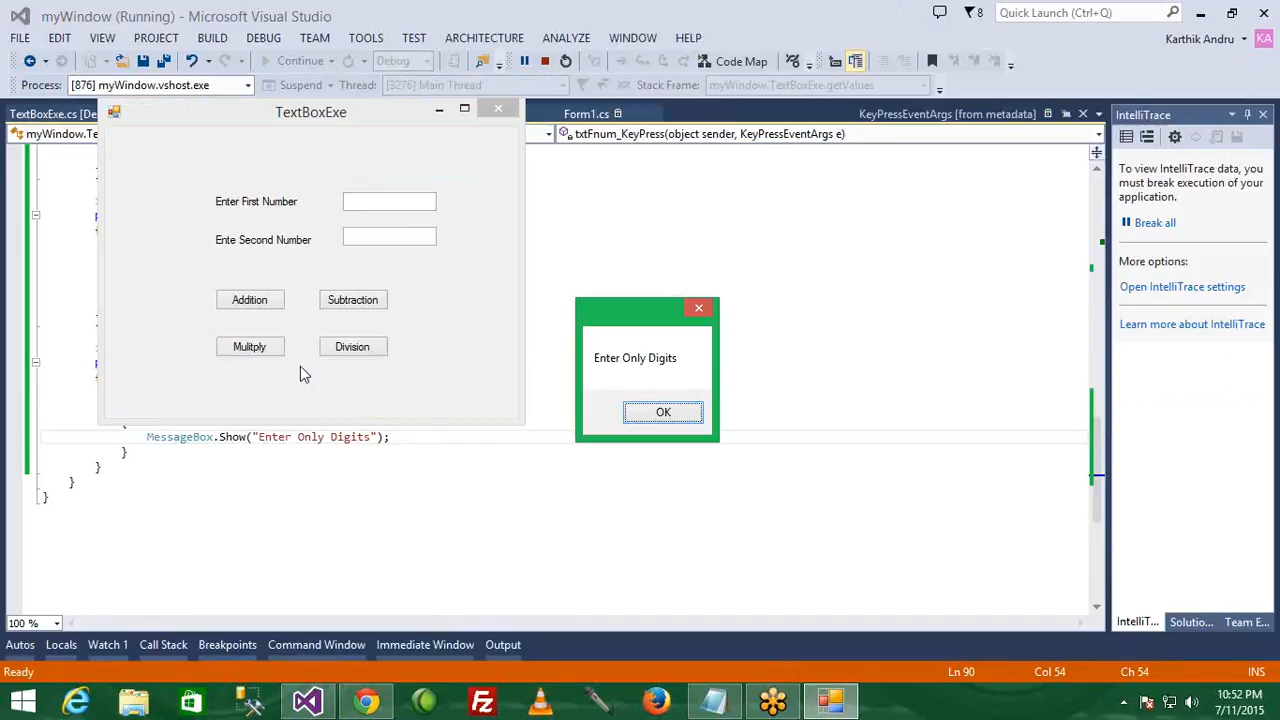 myWindow (Running) - Microsoft Visual Studio
8
Quick Launch (Ctrl+Q)
FILE EDIT VIEW PROJECT BUILD DEBUG TEAM TOOLS TEST ARCHITECTURE ANALYZE WINDOW HELP
Karthik Andru
KA
Continue
Debug
Code Map
Process:
[876] myWindow.vshost.exe
Suspend
Thread:
[3276] Main Thread
Stack Frame:
myWindow.TextBoxExe.getValues
TextBoxExe.cs [De
Form1.cs
KeyPressEventArgs [from metadata]
myWindow.Te
txtFnum_KeyPress(object sender, KeyPressEventArgs e)
TextBoxExe
Enter First Number
Ente Second Number
Addition
Subtraction
Mulitply
Division
Enter Only Digits
OK
MessageBox.Show("Enter Only Digits");
}
}
}
}
IntelliTrace
To view IntelliTrace data, you
must break execution of your
application.
Break all
More options:
Open IntelliTrace settings
Learn more about IntelliTrace
100 %
IntelliT...
Solutio...
Team E...
Autos Locals Watch 1 Call Stack Breakpoints Command Window Immediate Window Output
Ready
Ln 90
Col 54
Ch 54
INS
10:52 PM
7/11/2015